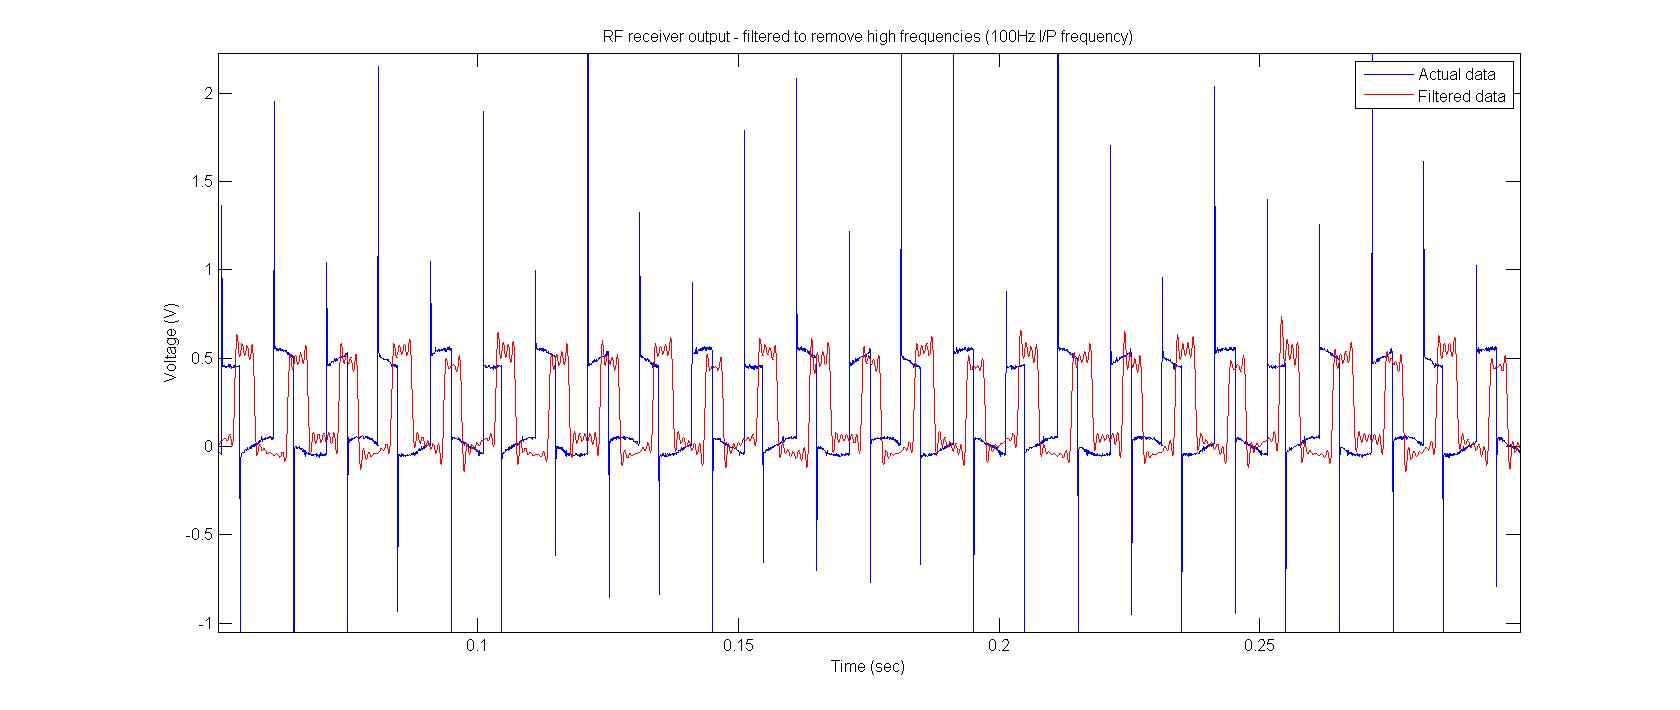 RF receiver output - filtered to remove high frequencies (100Hz I/P frequency)
Actual data
Filtered data
2
1.5
1
0.5
0
-0.5
-1
Voltage (V)
0.1
0.15
0.2
0.25
Time (sec)